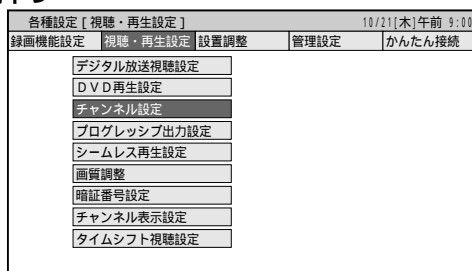 各種設定 [ 視聴・再生設定 ] 10/21[木]午前 9:00
録画機能設定 視聴・再生設定 設置調整 管理設定 かんたん接続
デジタル放送視聴設定
ＤＶＤ再生設定
チャンネル設定
プログレッシブ出力設定
シームレス再生設定
画質調整
暗証番号設定
チャンネル表示設定
タイムシフト視聴設定